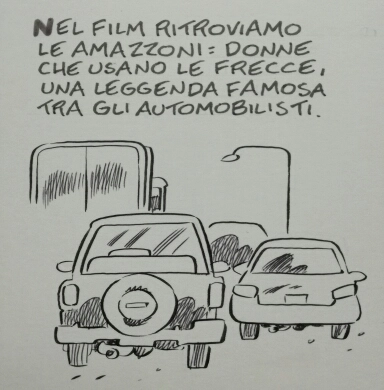 NEL FILM RITROVIAMO
LE AMAZZONI: DONNE
CHE USANO LE FRECCE,
UNA LEGGENDA FAMOSA
TRA GLI AUTOMOBILISTI.